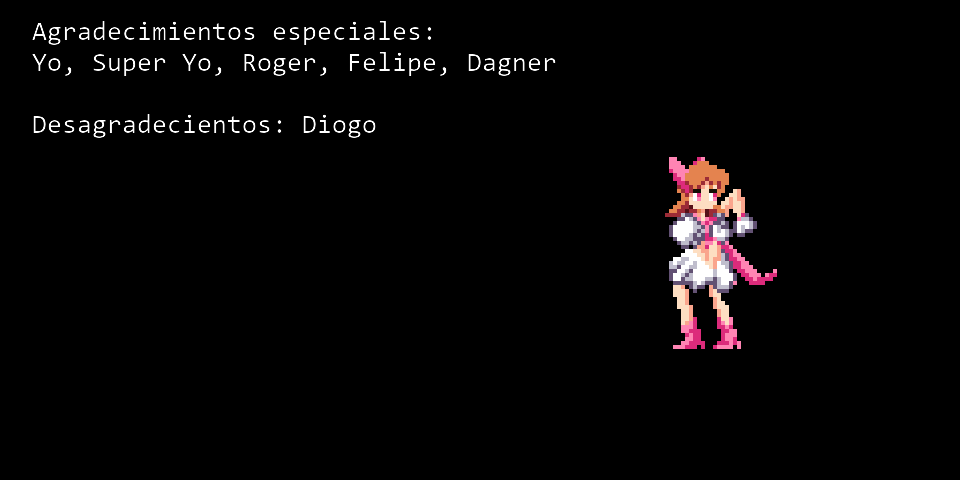 Agradecimientos especiales:
Yo, Super Yo, Roger, Felipe, Dagner
Desagradecientos: Diogo